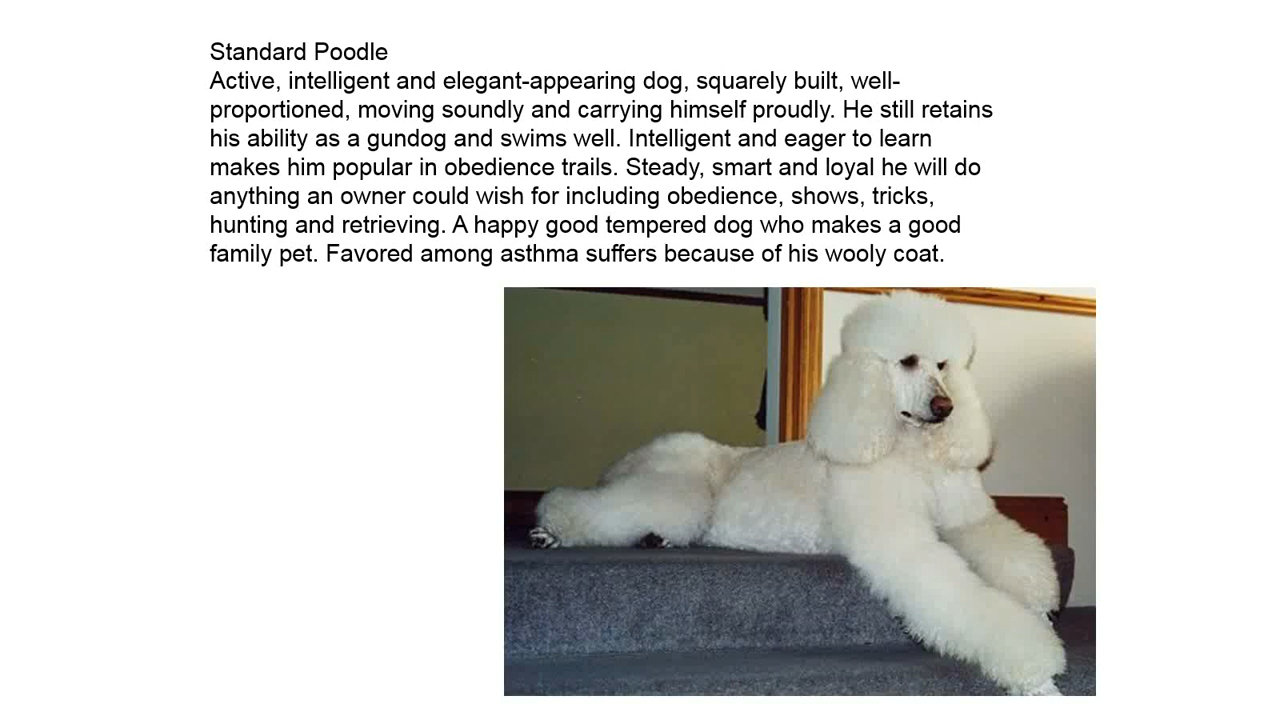 Standard Poodle
Active, intelligent and elegant-appearing dog, squarely built, well-
proportioned, moving soundly and carrying himself proudly. He still retains
his ability as a gundog and swims well. Intelligent and eager to learn
makes him popular in obedience trails. Steady, smart and loyal he will do
anything an owner could wish for including obedience, shows, tricks,
hunting and retrieving. A happy good tempered dog who makes a good
family pet. Favored among asthma suffers because of his wooly coat.